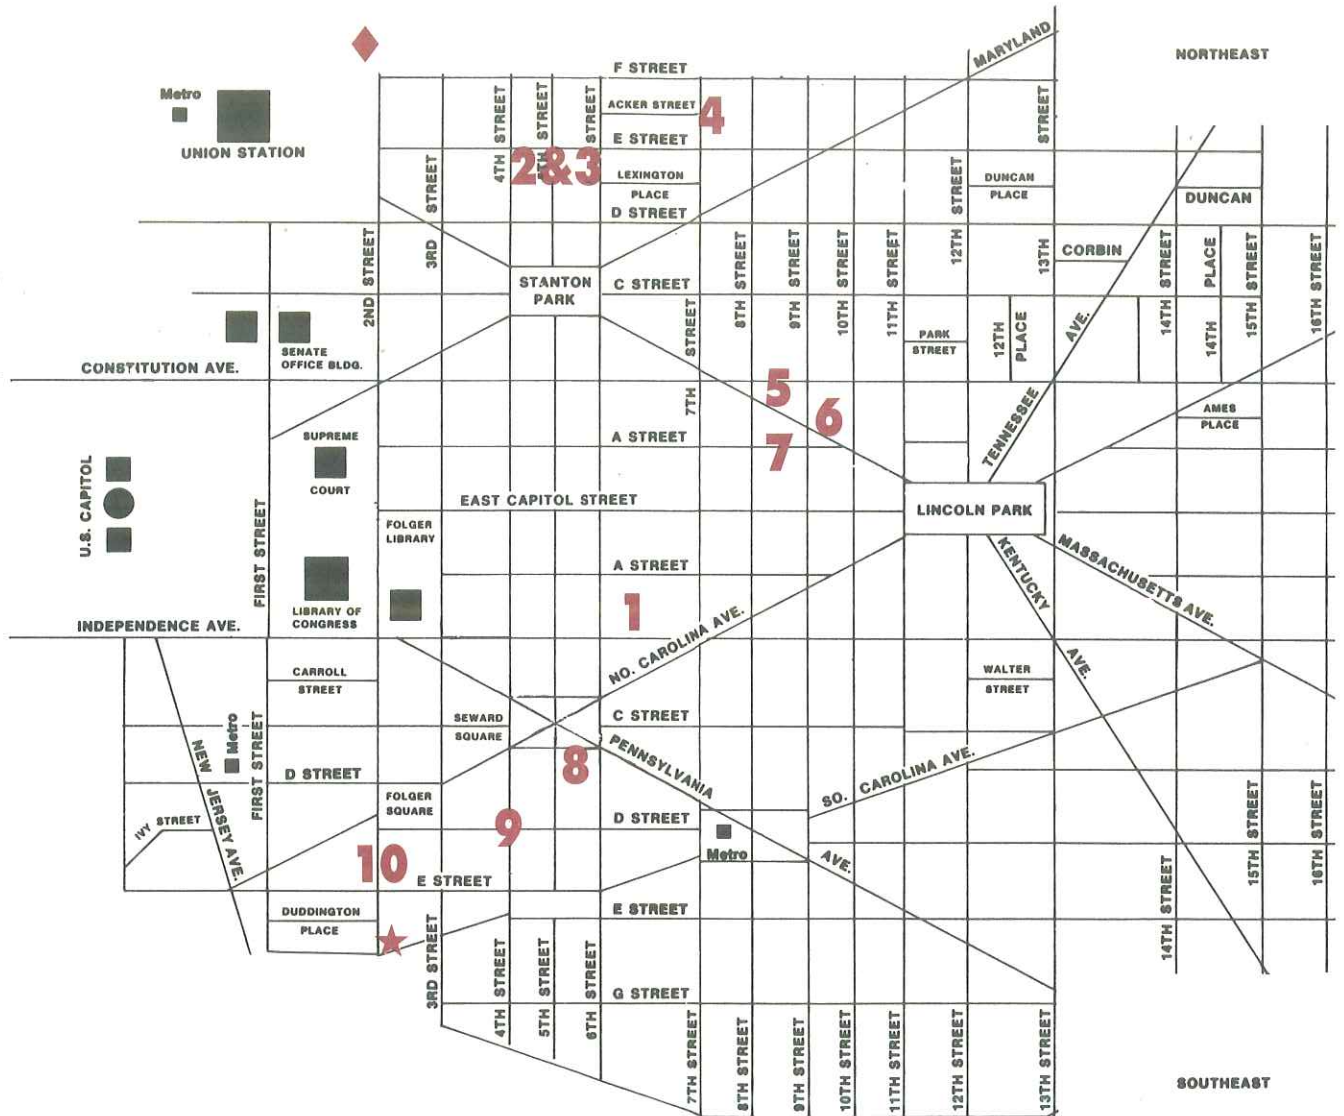 NORTHEAST
MARYLAND
F STREET
Metro
UNION STATION
ACKER STREET
4
E STREET
4TH STREET
STREET
6TH STREET
STREET
2&3
LEXINGTON
PLACE
D STREET
3RD STREET
12TH STREET
DUNCAN
PLACE
DUNCAN
2ND STREET
STANTON
PARK
C STREET
7TH STREET
8TH STREET
9TH STREET
10TH STREET
11TH STREET
13TH
CORBIN
14TH STREET
14TH PLACE
15TH STREET
16TH STREET
SENATE
OFFICE BLDG.
CONSTITUTION AVE.
PARK
STREET
12TH PLACE
TENNESSEE AVE.
5
6
7
AMES
PLACE
A STREET
SUPREME
COURT
U.S. CAPITOL
EAST CAPITOL STREET
LINCOLN PARK
FOLGER
LIBRARY
FIRST STREET
A STREET
KENTUCKY AVE.
MASSACHUSETTS AVE.
LIBRARY OF
CONGRESS
1
INDEPENDENCE AVE.
NO. CAROLINA AVE.
CARROLL
STREET
WALTER
STREET
SEWARD
SQUARE
C STREET
Metro
FIRST STREET
NEW JERSEY AVE.
D STREET
8
PENNSYLVANIA AVE.
SO. CAROLINA AVE.
FOLGER
SQUARE
IVY STREET
9
D STREET
Metro
10
E STREET
E STREET
DUDDINGTON
PLACE
3RD STREET
4TH STREET
5TH STREET
6TH STREET
G STREET
7TH STREET
8TH STREET
9TH STREET
10TH STREET
11TH STREET
12TH STREET
13TH STREET
14TH STREET
15TH STREET
16TH STREET
SOUTHEAST